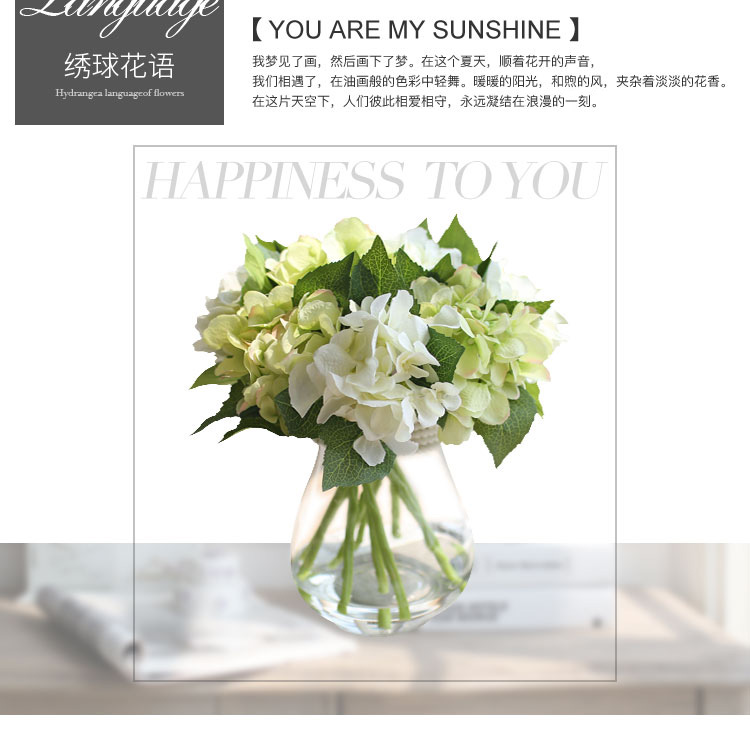 Language
绣球花语
Hydrangea languageof flowers
【 YOU ARE MY SUNSHINE 】
我梦见了画，然后画下了梦。在这个夏天，顺着花开的声音，
我们相遇了，在油画般的色彩中轻舞。暖暖的阳光，和煦的风，夹杂着淡淡的花香。
在这片天空下，人们彼此相爱相守，永远凝结在浪漫的一刻。
HAPPINESS TO YOU